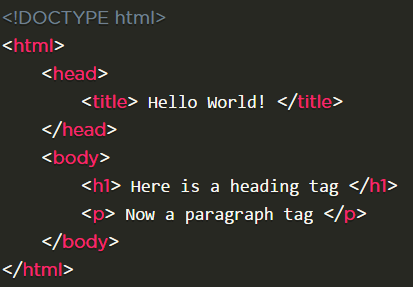 <!DOCTYPE html>
<html>
<head>
<title> Hello World! </title>
</head>
<body>
<h1> Here is a heading tag </h1>
<p> Now a paragraph tag </p>
</body>
</html>